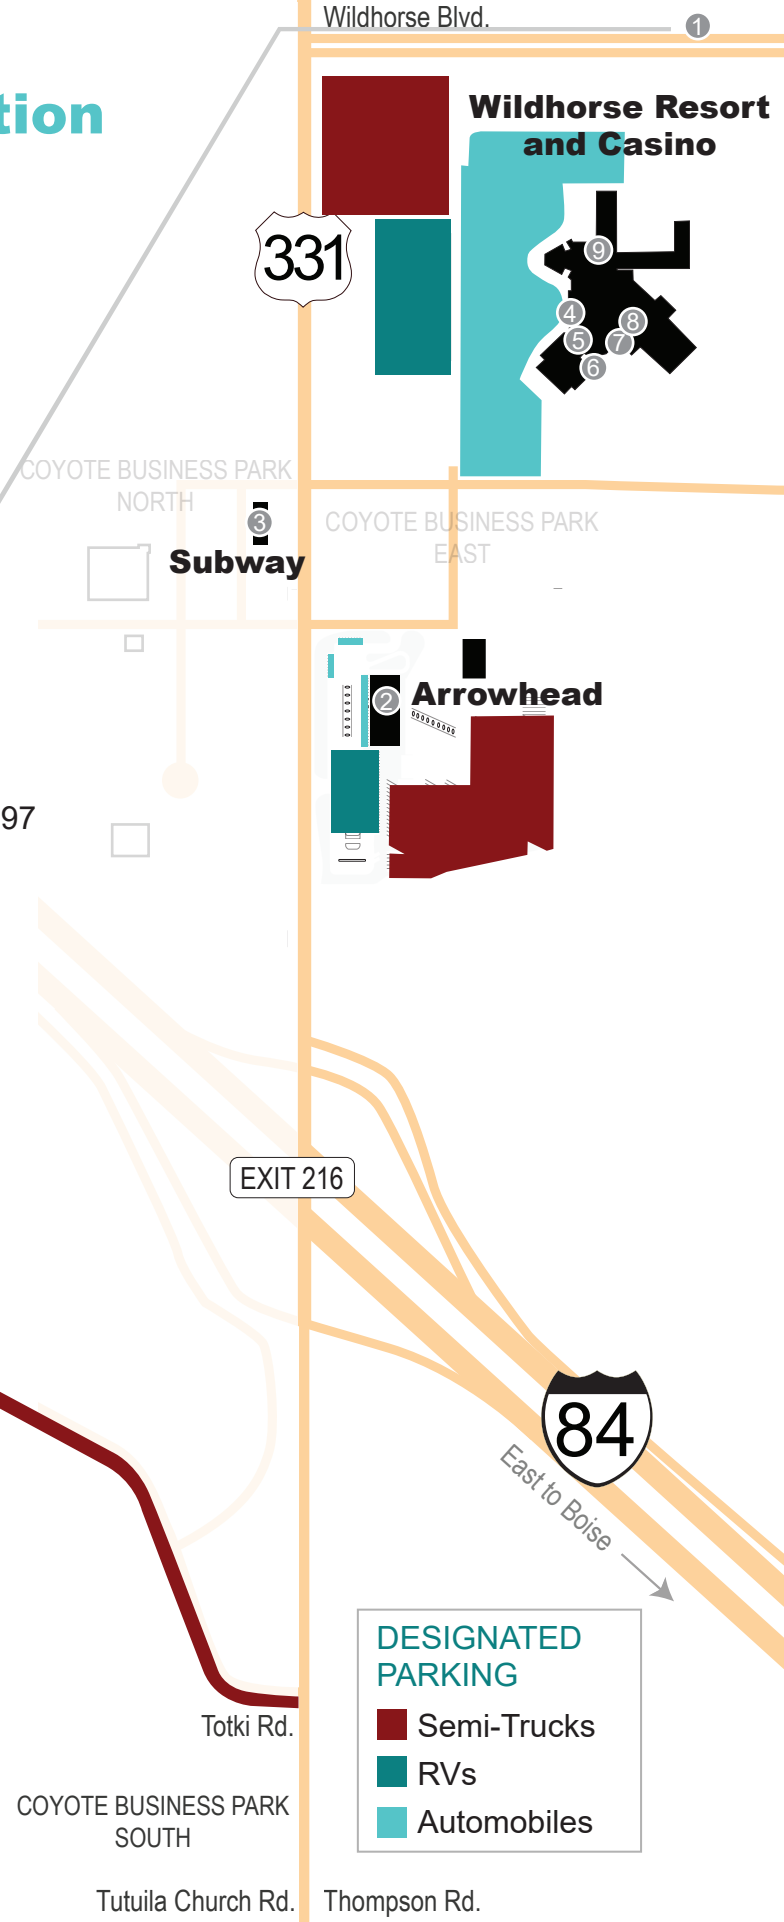 Wildhorse Blvd.
1
tion
Wildhorse Resort
and Casino
331
9
4
8
5
7
6
COYOTE BUSINESS PARK
NORTH
3
COYOTE BUSINESS PARK
EAST
Subway
2
Arrowhead
97
EXIT 216
84
East to Boise
DESIGNATED
PARKING
Semi-Trucks
RVs
Automobiles
Totki Rd.
COYOTE BUSINESS PARK
SOUTH
Tutuila Church Rd.
Thompson Rd.